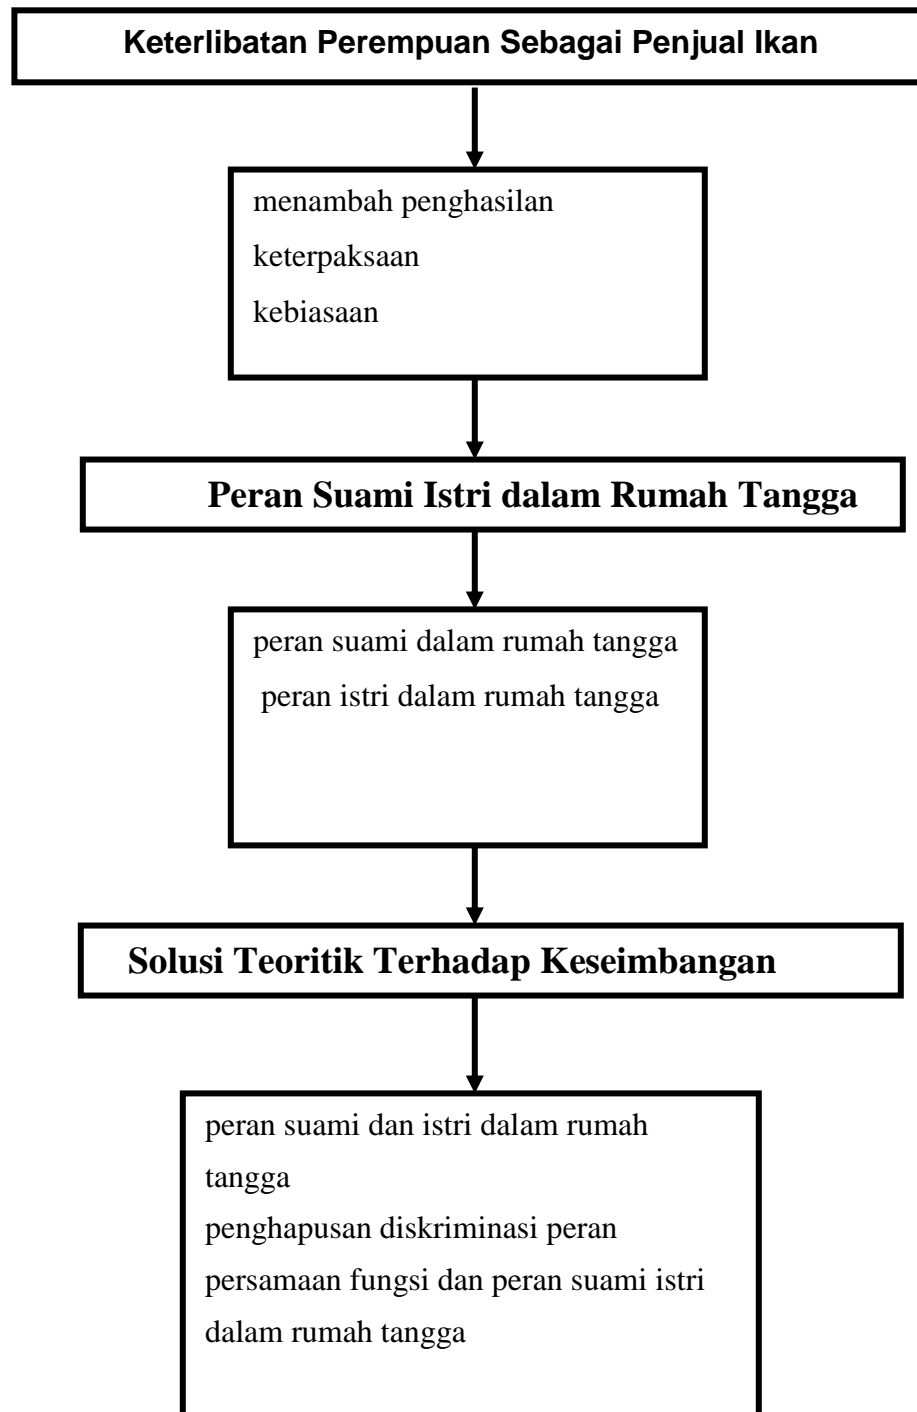 Keterlibatan Perempuan Sebagai Penjual Ikan
menambah penghasilan
keterpaksaan
kebiasaan
Peran Suami Istri dalam Rumah Tangga
peran suami dalam rumah tangga
peran istri dalam rumah tangga
Solusi Teoritik Terhadap Keseimbangan
peran suami dan istri dalam rumah
tangga
penghapusan diskriminasi peran
persamaan fungsi dan peran suami istri
dalam rumah tangga